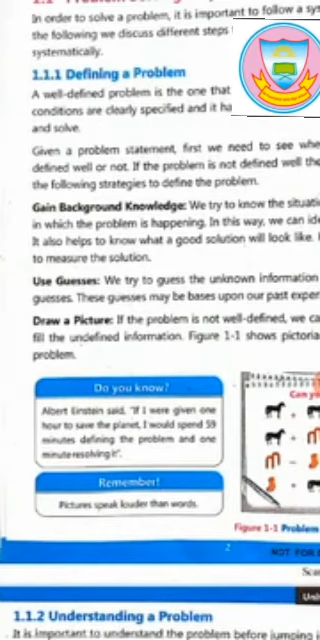 In order to solve a problem, it is important to follow a sys
the following we discuss different steps
systematically.
1.1.1 Defining a Problem
A well-defined problem is the one that
conditions are clearly specified and it ha
and solve.
Given a problem statement, first we need to see whe
defined well or not. If the problem is not defined well the
the following strategies to define the problem.
Gain Background Knowledge: We try to know the situati
in which the problem is happening. In this way, we can ide
It also helps to know what a good solution will look like.
to measure the solution.
Use Guesses: We try to guess the unknown information
guesses. These guesses may be bases upon our past exper
Draw a Picture: If the problem is not well-defined, we ca
fill the undefined information. Figure 1-1 shows pictoria
problem.
Do you know?
Albert Einstein said, "If I were given one
hour to save the planet, I would spend 59
minutes defining the problem and one
minute resolving it".
Remember!
Pictures speak louder than words.
Can yo
Figure 1-1 Problem
2
NOT FOR
Scan
Uni
1.1.2 Understanding a Problem
It is important to understand the problem before jumping i